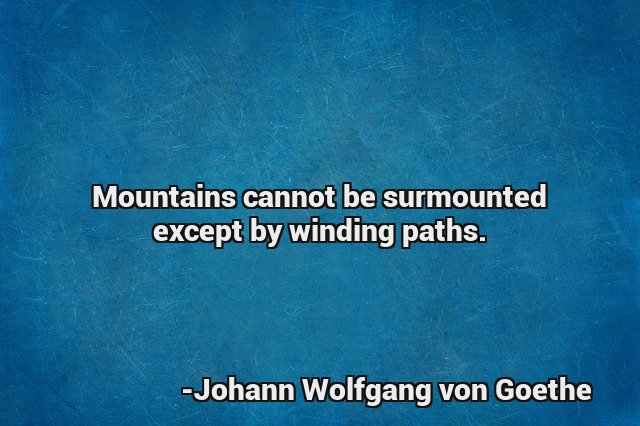 Mountains cannot be surmounted
except by winding paths.
-Johann Wolfgang von Goethe